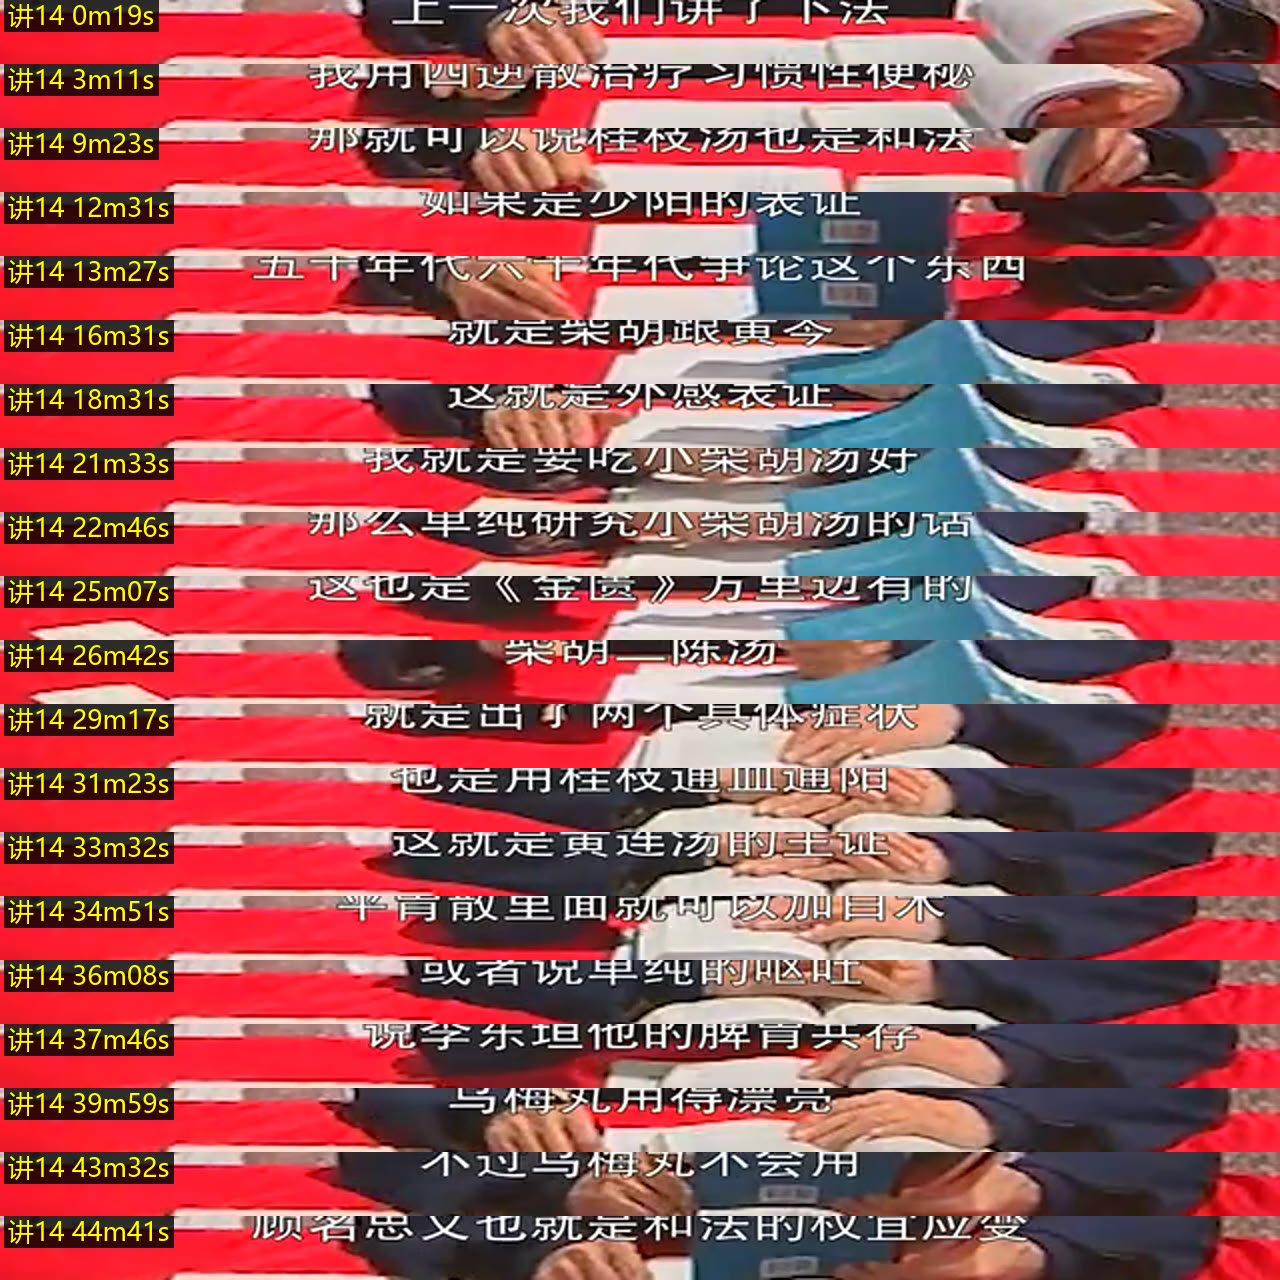 讲14 0m19s 上一次我们讲了下法
讲14 3m11s 我用四逆散治疗习惯性便秘
讲14 9m23s 那就可以说桂枝汤也是和法
讲14 12m31s 如果是少阳的表证
讲14 13m27s 五十年代六十年代争论这个东西
讲14 16m31s 就是柴胡跟黄芩
讲14 18m31s 这就是外感表证
讲14 21m33s 我就是要吃小柴胡汤好
讲14 22m46s 那么单纯研究小柴胡汤的话
讲14 25m07s 这也是《金匮》方里边有的
讲14 26m42s 柴胡二陈汤
讲14 29m17s 就是出了两个具体症状
讲14 31m23s 也是用桂枝通血通阳
讲14 33m32s 这就是黄连汤的主证
讲14 34m51s 平胃散里面就可以加白术
讲14 36m08s 或者说单纯的呕吐
讲14 37m46s 说李东垣他的脾胃共存
讲14 39m59s 乌梅丸用得漂亮
讲14 43m32s 不过乌梅丸不会用
讲14 44m41s 顾名思义也就是和法的权宜应变